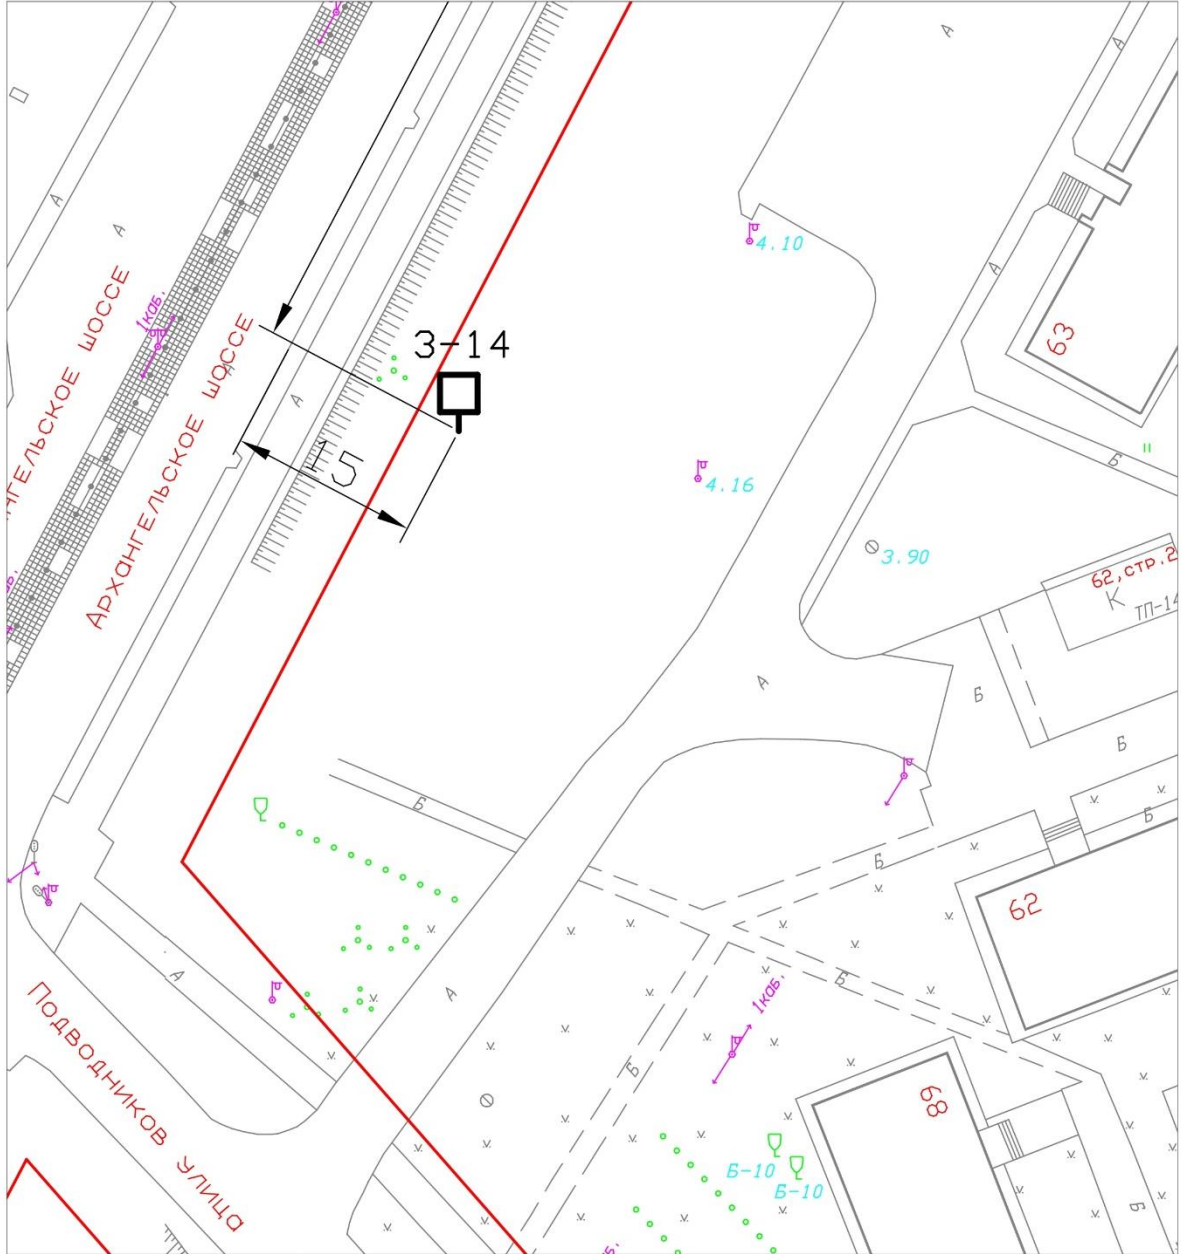 А
А
А
4.10
1каб.
АРХАНГЕЛЬСКОЕ ШОССЕ
А
А
А
3-14
63
НГЕЛЬСКОЕ ШОССЕ
А
15
4.16
Б
3.90
62,стр.2
К
ТП-14
А
Б
Б
Б
Б
Б
62
А
А
Б
1каб.
ПОДВОДНИКОВ УЛИЦА
Б
68
Б-10
Б-10
Б